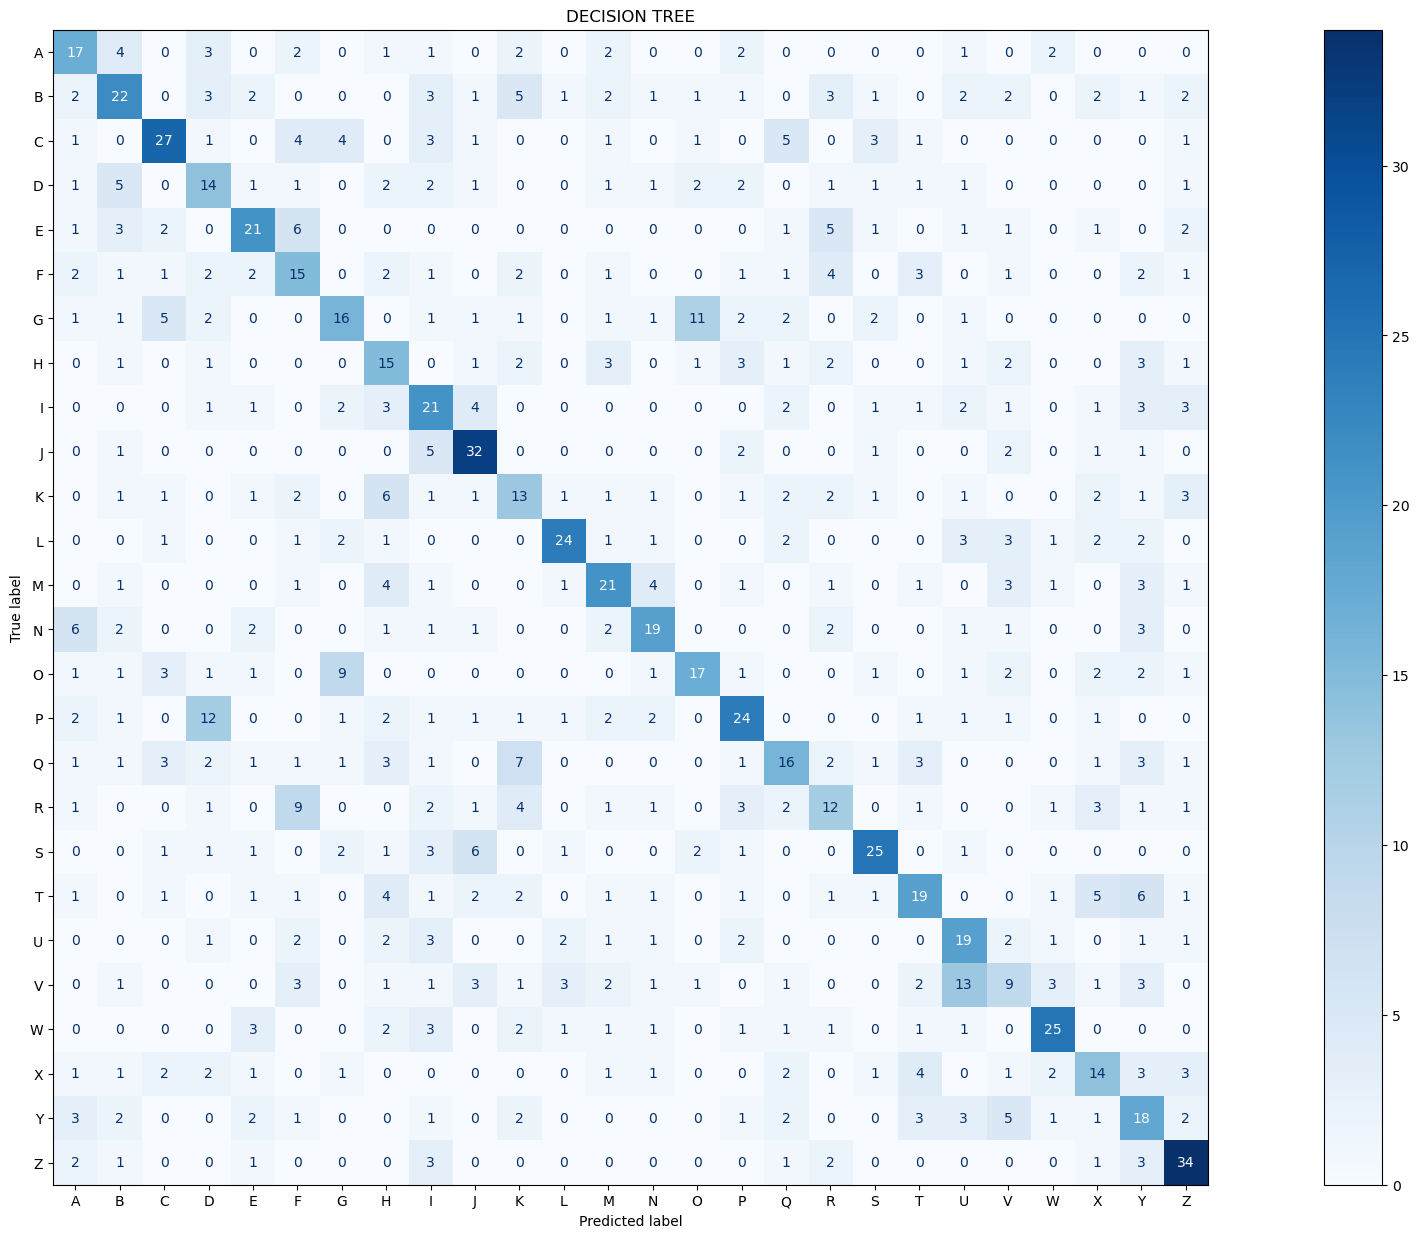 DECISION TREE
A 17 4 0 3 0 2 0 1 1 0 2 0 2 0 0 2 0 0 0 0 1 0 2 0 0 0
B 2 22 0 3 2 0 0 0 3 1 5 1 2 1 1 1 0 3 1 0 2 2 0 2 1 2
C 1 0 27 1 0 4 4 0 3 1 0 0 1 0 1 0 5 0 3 1 0 0 0 0 0 1
D 1 5 0 14 1 1 0 2 2 1 0 0 1 1 2 2 0 1 1 1 1 0 0 0 0 1
E 1 3 2 0 21 6 0 0 0 0 0 0 0 0 0 0 1 5 1 0 1 1 0 1 0 2
F 2 1 1 2 2 15 0 2 1 0 2 0 1 0 0 1 1 4 0 3 0 1 0 0 2 1
G 1 1 5 2 0 0 16 0 1 1 1 0 1 1 11 2 2 0 2 0 1 0 0 0 0 0
H 0 1 0 1 0 0 0 15 0 1 2 0 3 0 1 3 1 2 0 0 1 2 0 0 3 1
I 0 0 0 1 1 0 2 3 21 4 0 0 0 0 0 0 2 0 1 1 2 1 0 1 3 3
J 0 1 0 0 0 0 0 0 5 32 0 0 0 0 0 2 0 0 1 0 0 2 0 1 1 0
K 0 1 1 0 1 2 0 6 1 1 13 1 1 1 0 1 2 2 1 0 1 0 0 2 1 3
L 0 0 1 0 0 1 2 1 0 0 0 24 1 1 0 0 2 0 0 0 3 3 1 2 2 0
M 0 1 0 0 0 1 0 4 1 0 0 1 21 4 0 1 0 1 0 1 0 3 1 0 3 1
N 6 2 0 0 2 0 0 1 1 1 0 0 2 19 0 0 0 2 0 0 1 1 0 0 3 0
O 1 1 3 1 1 0 9 0 0 0 0 0 0 1 17 1 0 0 1 0 1 2 0 2 2 1
P 2 1 0 12 0 0 1 2 1 1 1 1 2 2 0 24 0 0 0 1 1 1 0 1 0 0
Q 1 1 3 2 1 1 1 3 1 0 7 0 0 0 0 1 16 2 1 3 0 0 0 1 3 1
R 1 0 0 1 0 9 0 0 2 1 4 0 1 1 0 3 2 12 0 1 0 0 1 3 1 1
S 0 0 1 1 1 0 2 1 3 6 0 1 0 0 2 1 0 0 25 0 1 0 0 0 0 0
T 1 0 1 0 1 1 0 4 1 2 2 0 1 1 0 1 0 1 1 19 0 0 1 5 6 1
U 0 0 0 1 0 2 0 2 3 0 0 2 1 1 0 2 0 0 0 0 19 2 1 0 1 1
V 0 1 0 0 0 3 0 1 1 3 1 3 2 1 1 0 1 0 0 2 13 9 3 1 3 0
W 0 0 0 0 3 0 0 2 3 0 2 1 1 1 0 1 1 1 0 1 1 0 25 0 0 0
X 1 1 2 2 1 0 1 0 0 0 0 0 1 1 0 0 2 0 1 4 0 1 2 14 3 3
Y 3 2 0 0 2 1 0 0 1 0 2 0 0 0 0 1 2 0 0 3 3 5 1 1 18 2
Z 2 1 0 0 1 0 0 0 3 0 0 0 0 0 0 0 1 2 0 0 0 0 0 1 3 34
A B C D E F G H I J K L M N O P Q R S T U V W X Y Z
Predicted label
True label
30
25
20
15
10
5
0